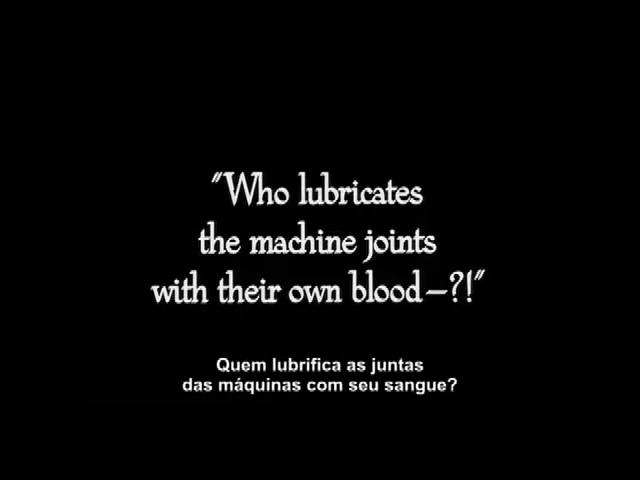 "Who lubricates
the machine joints
with their own blood—?!"
Quem lubrifica as juntas
das máquinas com seu sangue?